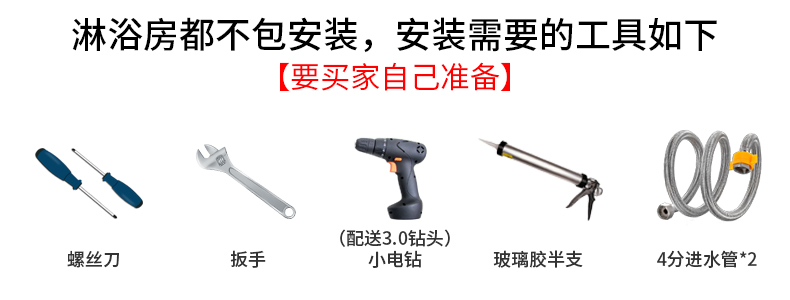 淋浴房都不包安装，安装需要的工具如下
【要买家自己准备】
螺丝刀
扳手
（配送3.0钻头）
小电钻
玻璃胶半支
4分进水管*2